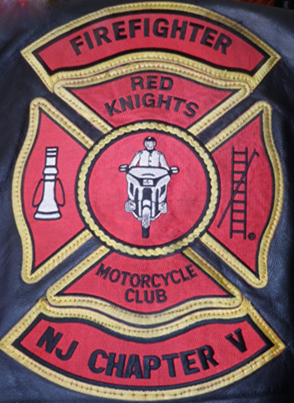 FIREFIGHTER
RED
KNIGHTS
MOTORCYCLE
CLUB
NJ CHAPTER V